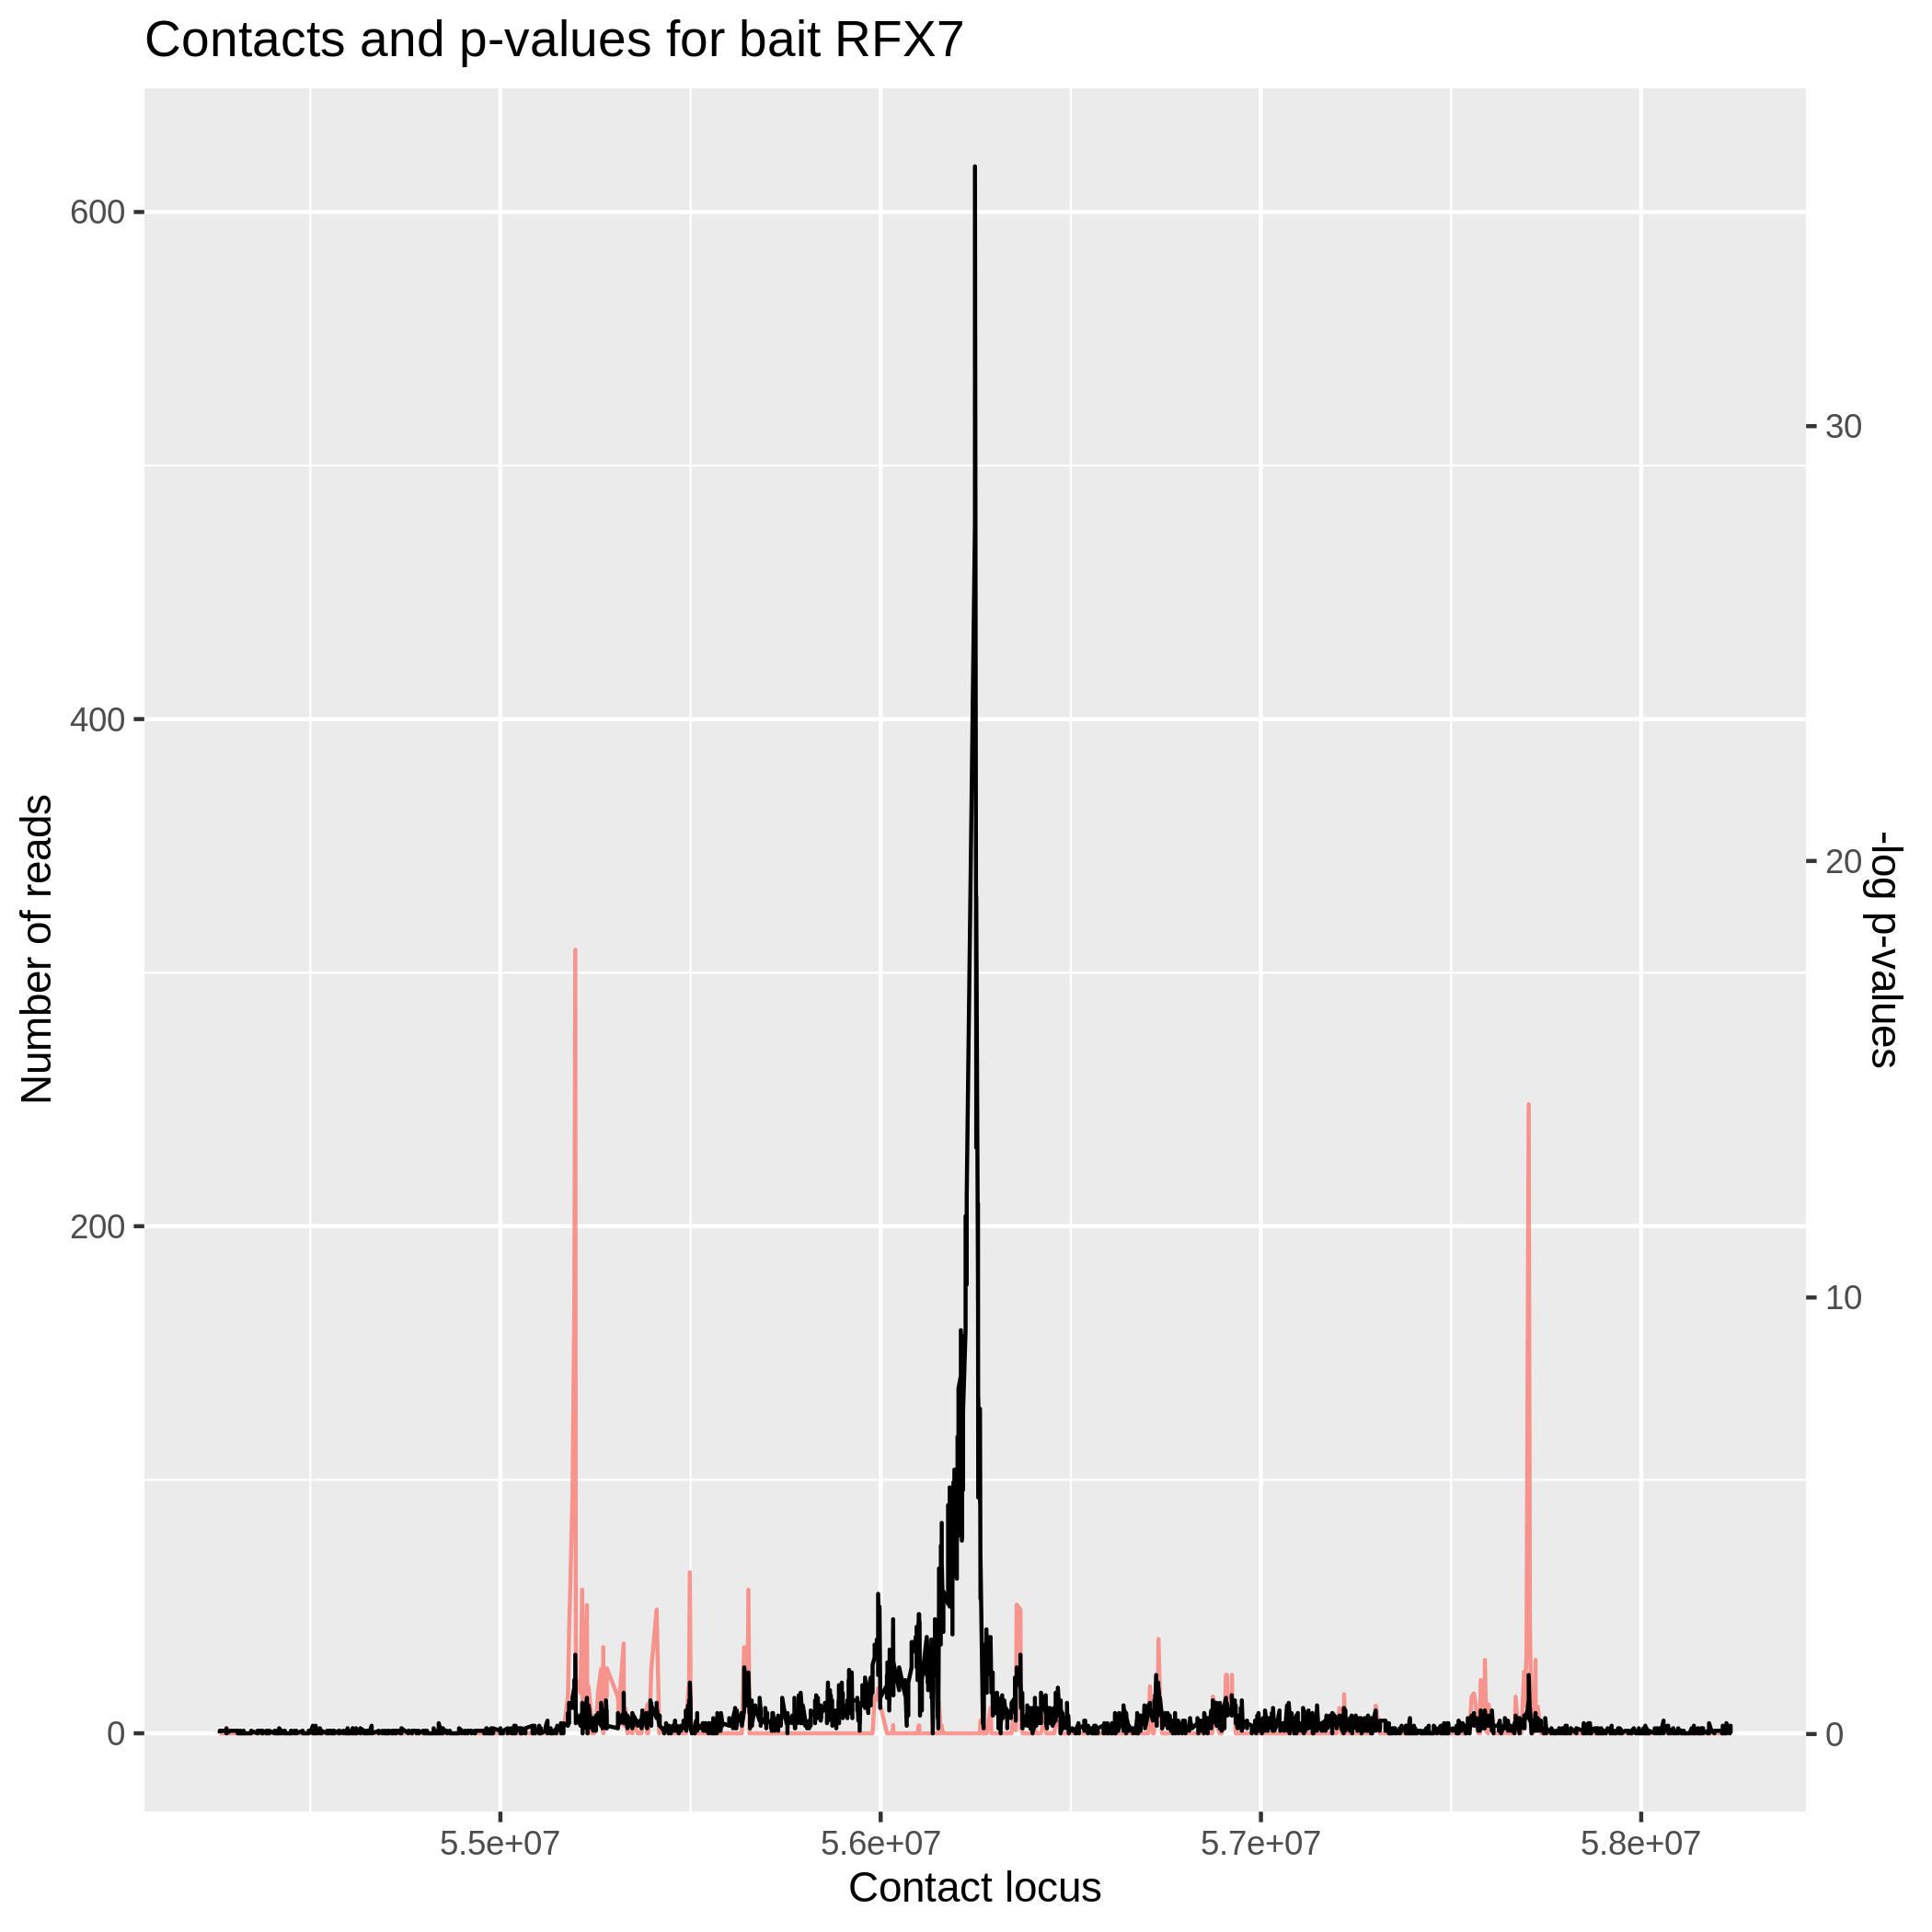 Contacts and p-values for bait RFX7
600
400
200
0
Number of reads
30
20
10
0
-log p-values
5.5e+07
5.6e+07
5.7e+07
5.8e+07
Contact locus